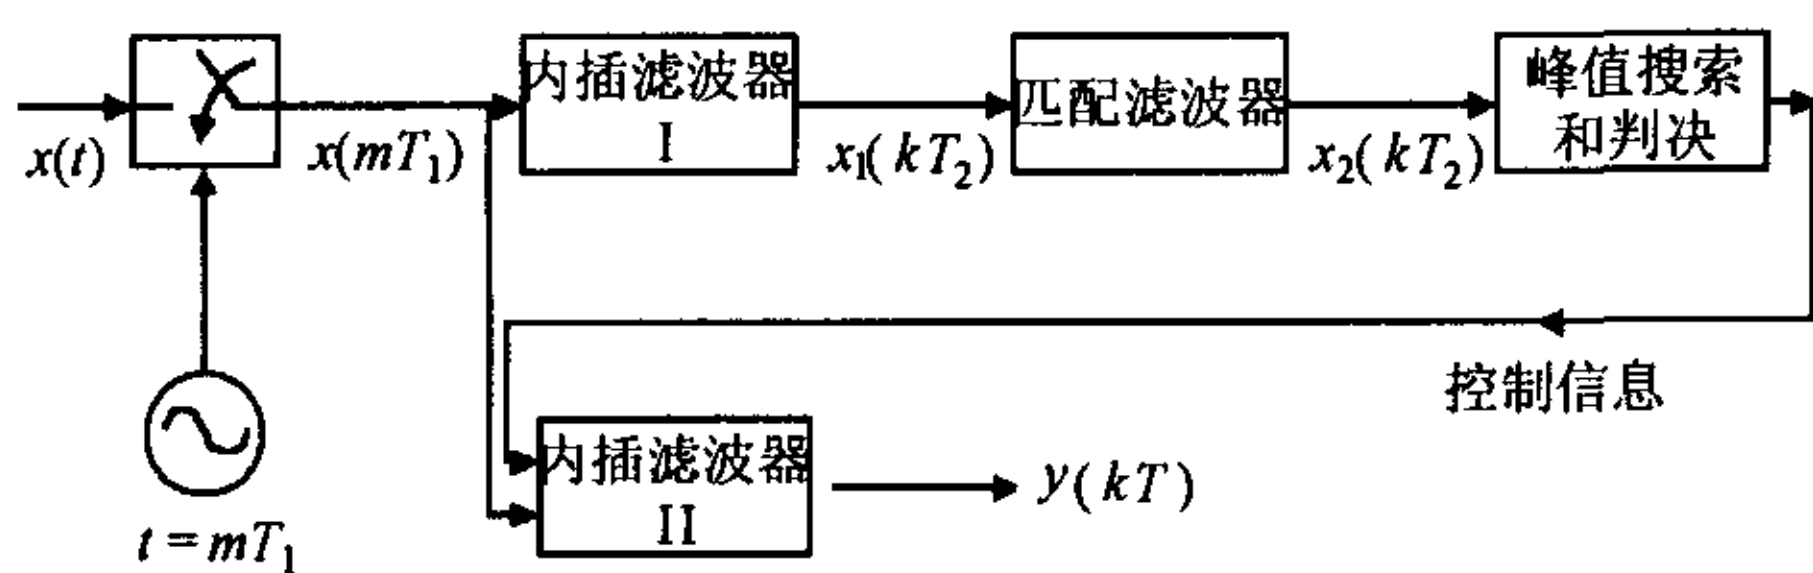 内插滤波器
I
匹配滤波器
峰值搜索
和判决
x(t)
x(mT₁)
x₁(kT₂)
x₂(kT₂)
控制信息
内插滤波器
II
y(kT)
t = mT₁